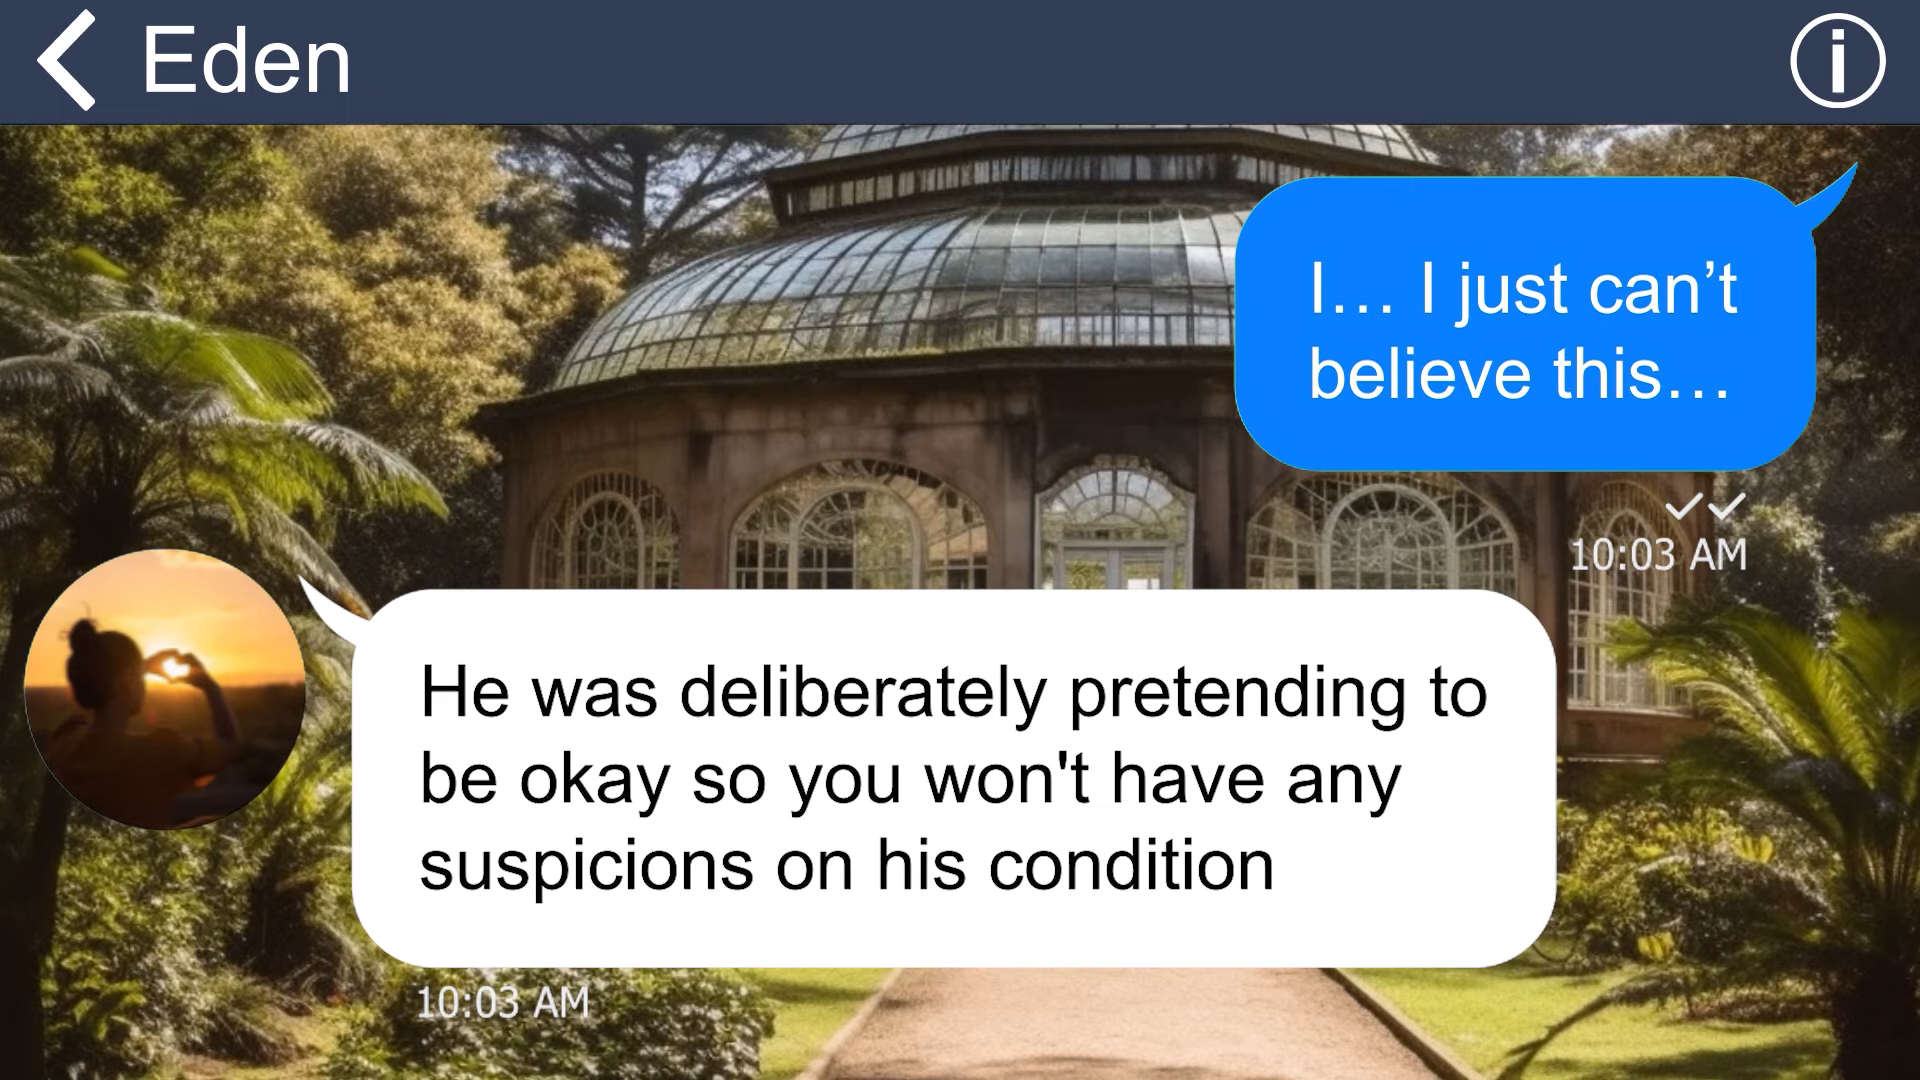 Eden
I… I just can’t
believe this…
10:03 AM
He was deliberately pretending to
be okay so you won't have any
suspicions on his condition
10:03 AM